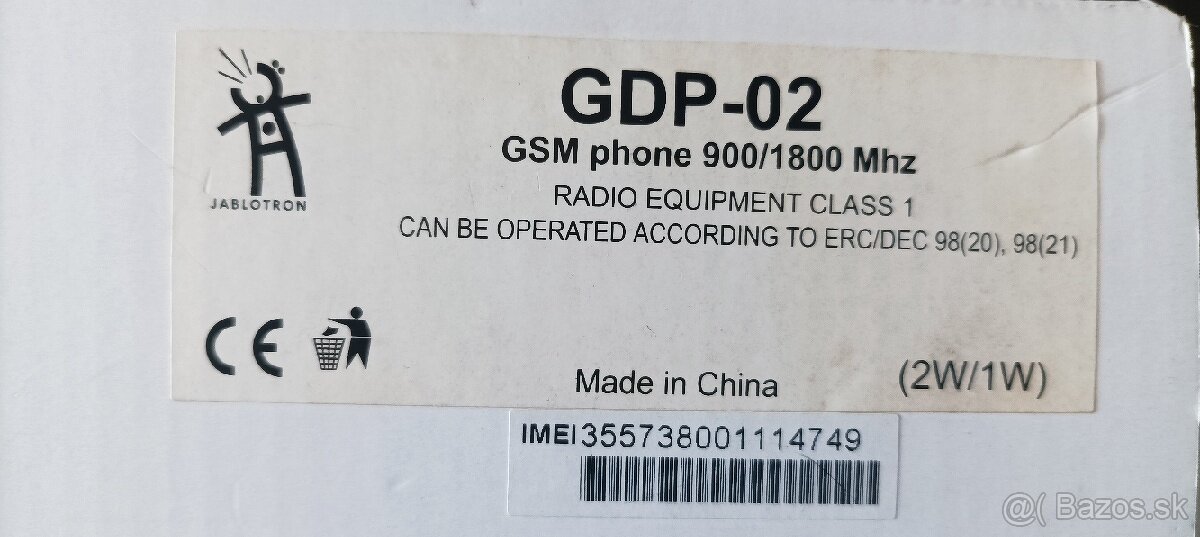 GDP-02
GSM phone 900/1800 Mhz
RADIO EQUIPMENT CLASS 1
CAN BE OPERATED ACCORDING TO ERC/DEC 98(20), 98(21)
JABLOTRON
CE
Made in China
(2W/1W)
IMEI355738001114749
@( Bazos.sk